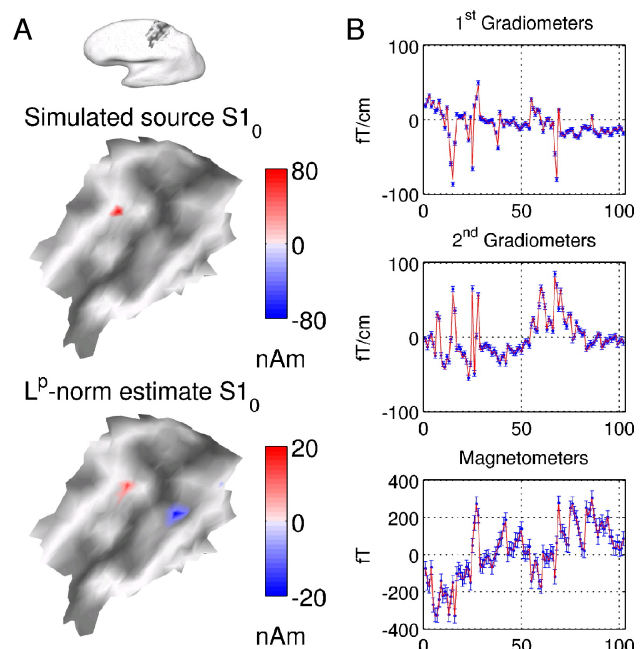 A
Simulated source S1₀
80
0
-80
nAm
Lᵖ-norm estimate S1₀
20
0
-20
nAm
B
1ˢᵗ Gradiometers
100
0
-100
fT/cm
0 50 100
2ⁿᵈ Gradiometers
100
0
-100
fT/cm
0 50 100
Magnetometers
400
200
0
-200
-400
fT
0 50 100